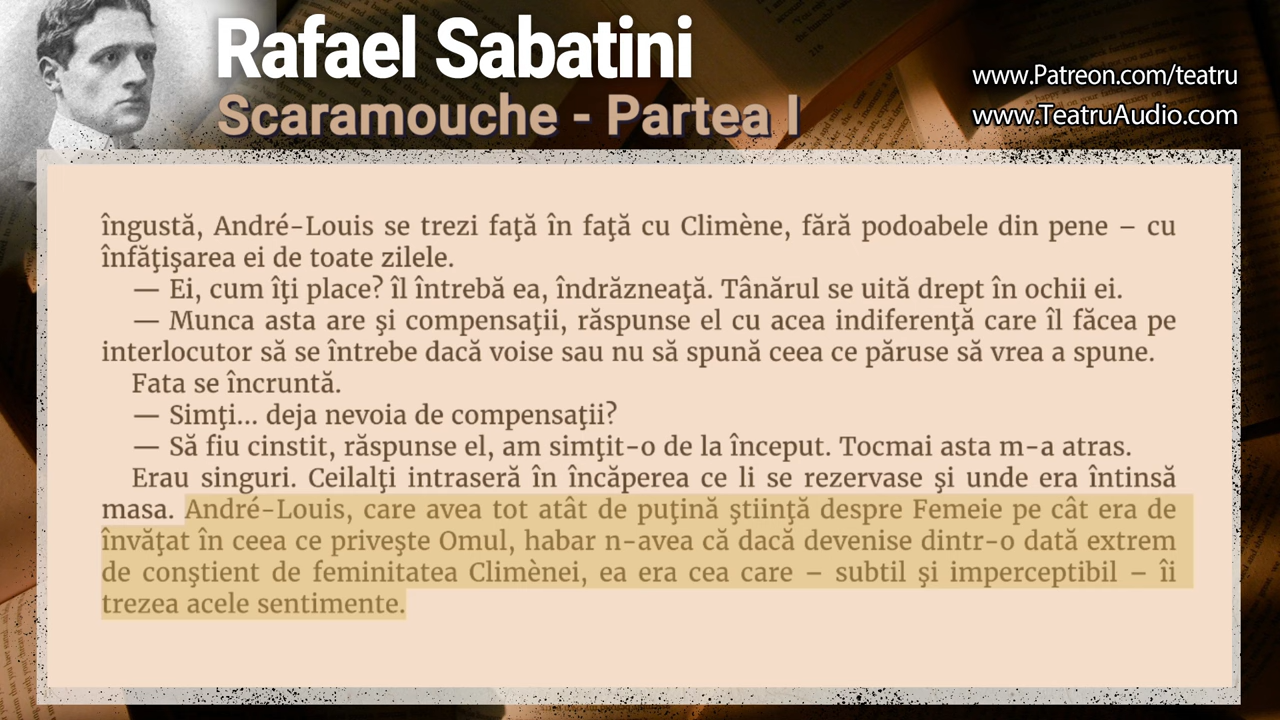 Rafael Sabatini
Scaramouche - Partea I
www.Patreon.com/teatru
www.TeatruAudio.com
îngustă, André-Louis se trezi faţă în faţă cu Climène, fără podoabele din pene – cu
înfăţişarea ei de toate zilele.
— Ei, cum îţi place? îl întrebă ea, îndrăzneaţă. Tânărul se uită drept în ochii ei.
— Munca asta are şi compensaţii, răspunse el cu acea indiferenţă care îl făcea pe
interlocutor să se întrebe dacă voise sau nu să spună ceea ce păruse să vrea a spune.
Fata se încruntă.
— Simţi... deja nevoia de compensaţii?
— Să fiu cinstit, răspunse el, am simţit-o de la început. Tocmai asta m-a atras.
Erau singuri. Ceilalţi intraseră în încăperea ce li se rezervase şi unde era întinsă
masa. André-Louis, care avea tot atât de puţină ştiinţă despre Femeie pe cât era de
învăţat în ceea ce priveşte Omul, habar n-avea că dacă devenise dintr-o dată extrem
de conştient de feminitatea Climènei, ea era cea care – subtil şi imperceptibil – îi
trezea acele sentimente.